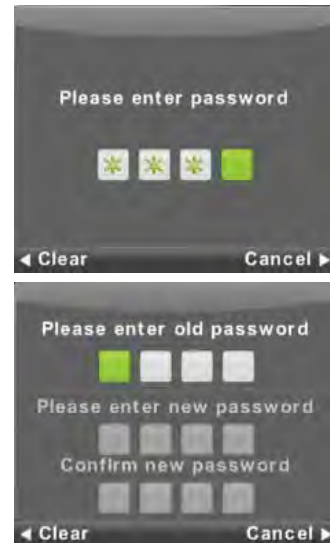 Please enter password
* * *
◀ Clear Cancel ▶
Please enter old password
Please enter new password
Confirm new password
◀ Clear Cancel ▶